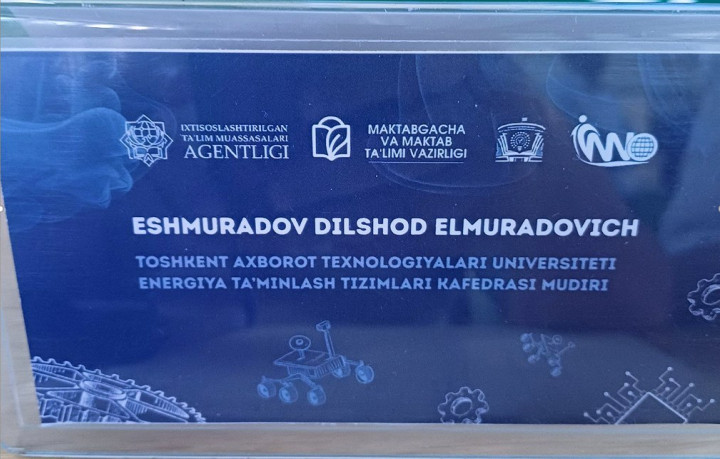 IXTISOSLASHTIRILGAN
TA'LIM MUASSASALARI
AGENTLIGI
MAKTABGACHA
VA MAKTAB
TA'LIMI VAZIRLIGI
ESHMURADOV DILSHOD ELMURADOVICH
TOSHKENT AXBOROT TEXNOLOGIYALARI UNIVERSITETI
ENERGIYA TA'MINLASH TIZIMLARI KAFEDRASI MUDIRI